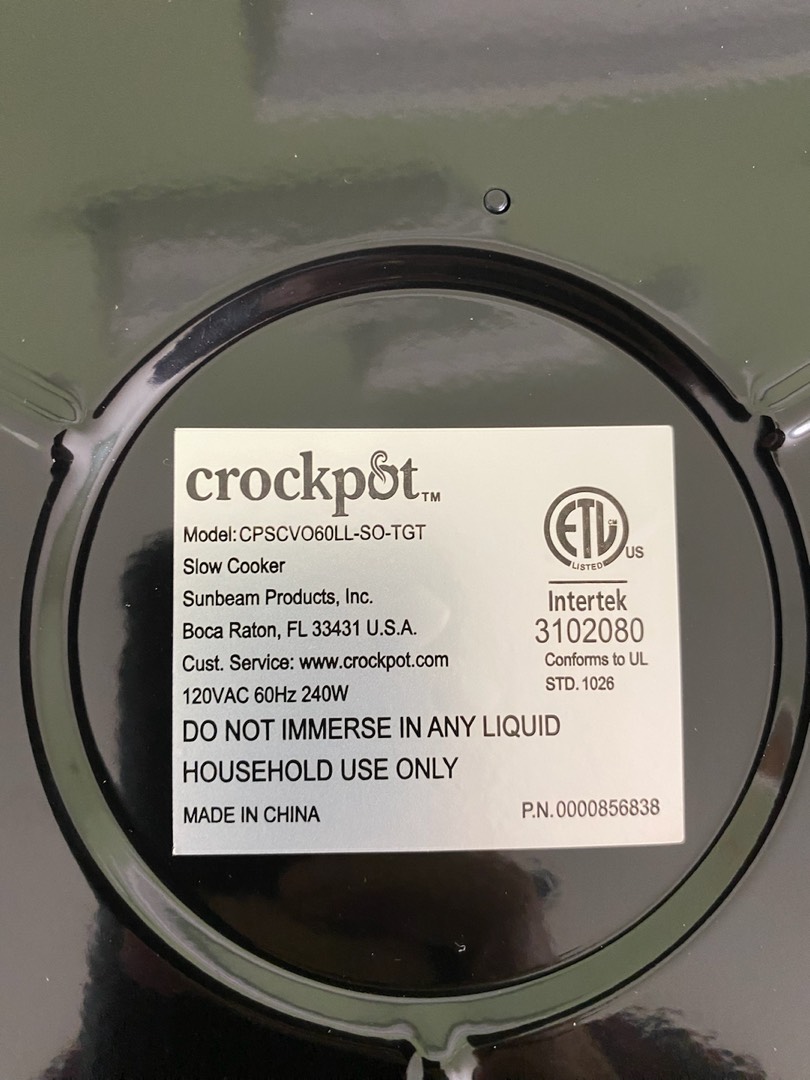 crockpot™
Model: CPSCVO60LL-SO-TGT
Slow Cooker
Sunbeam Products, Inc.
Boca Raton, FL 33431 U.S.A.
Cust. Service: www.crockpot.com
120VAC 60Hz 240W
DO NOT IMMERSE IN ANY LIQUID
HOUSEHOLD USE ONLY
MADE IN CHINA
ETL CM
LISTED
US
Intertek
3102080
Conforms to UL
STD. 1026
P.N. 0000856838